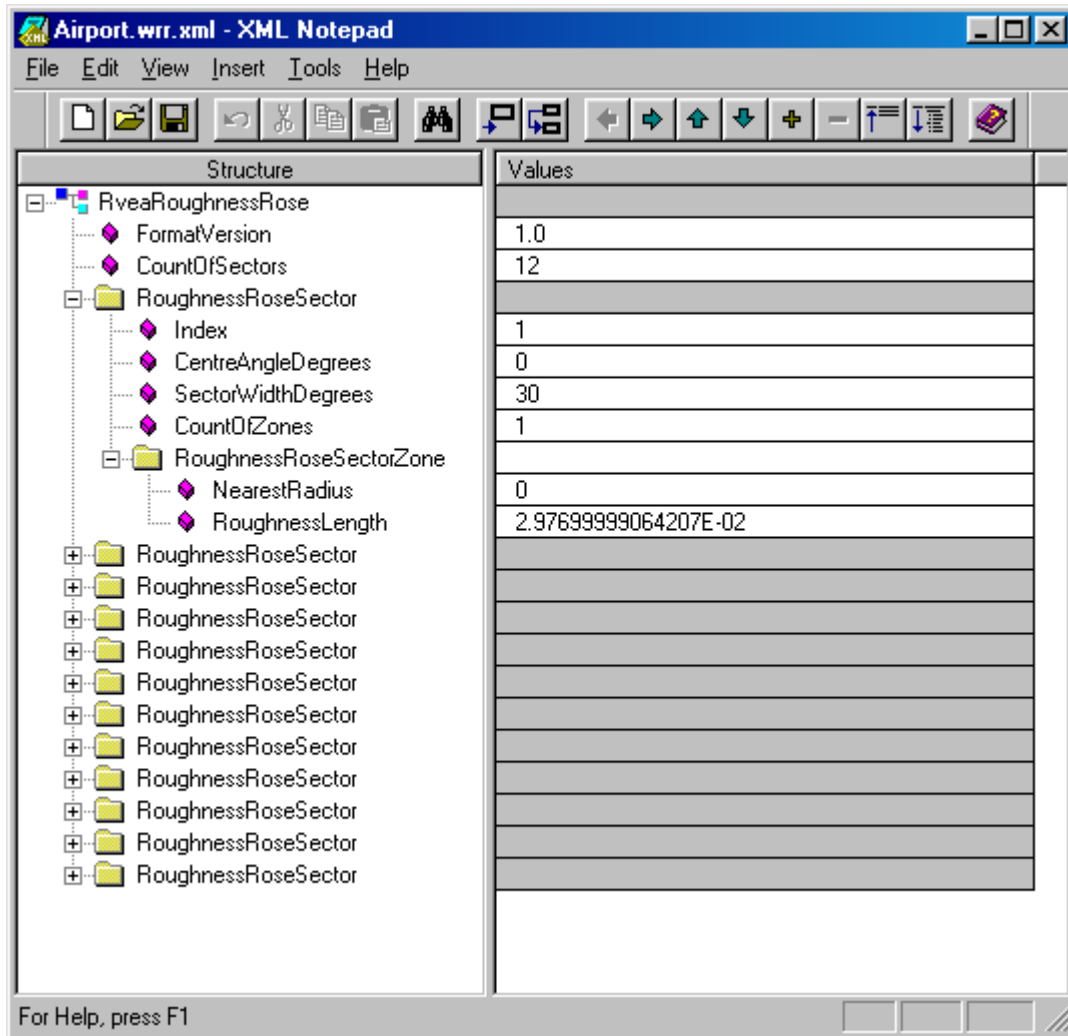 Airport.wrr.xml - XML Notepad
File Edit View Insert Tools Help
Structure Values
RveaRoughnessRose
FormatVersion 1.0
CountOfSectors 12
RoughnessRoseSector
Index 1
CentreAngleDegrees 0
SectorWidthDegrees 30
CountOfZones 1
RoughnessRoseSectorZone
NearestRadius 0
RoughnessLength 2.97699999064207E-02
RoughnessRoseSector
RoughnessRoseSector
RoughnessRoseSector
RoughnessRoseSector
RoughnessRoseSector
RoughnessRoseSector
RoughnessRoseSector
RoughnessRoseSector
RoughnessRoseSector
RoughnessRoseSector
RoughnessRoseSector
For Help, press F1